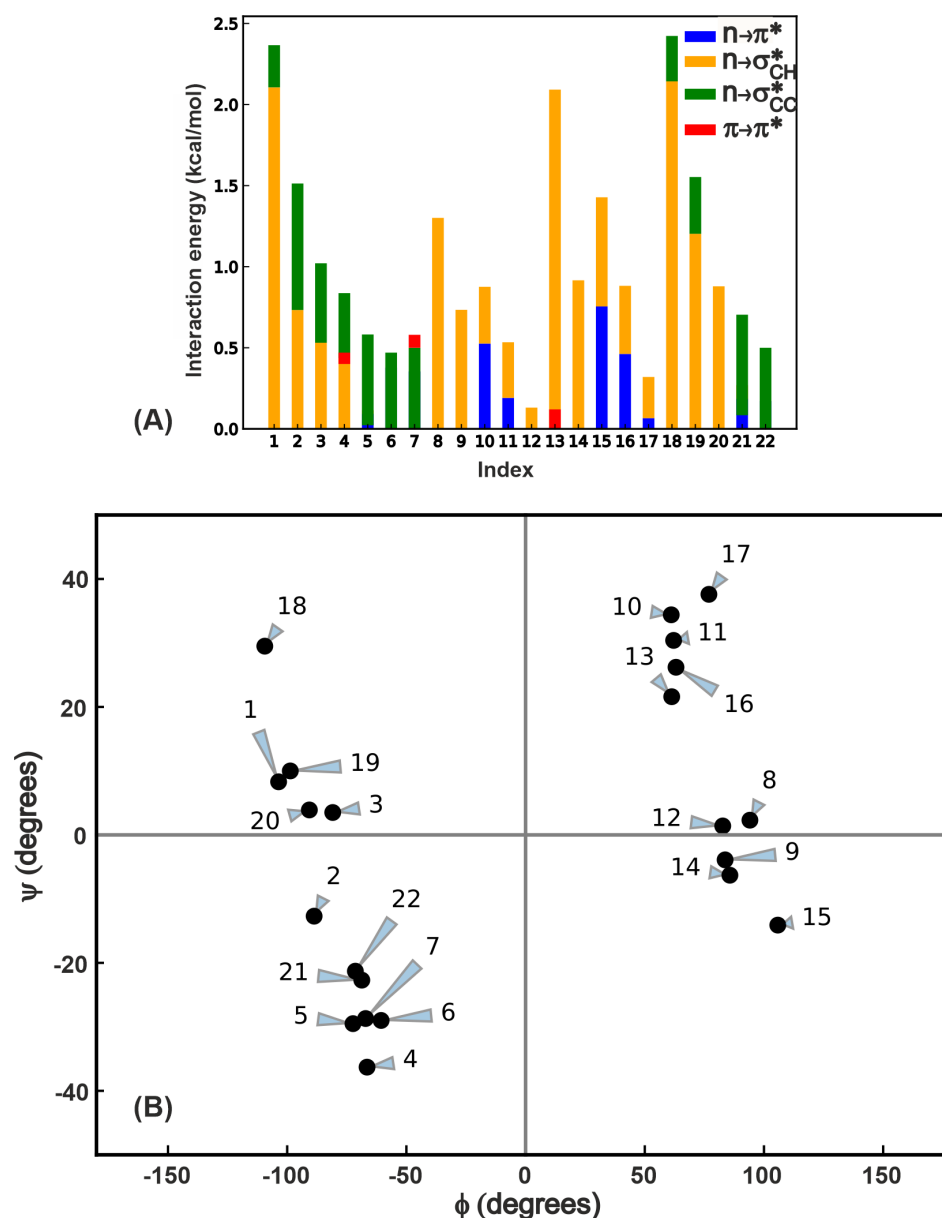 2.5
2.0
1.5
1.0
0.5
0.0
Interaction energy (kcal/mol)
n→π*
n→σ*CH
n→σ*CC
π→π*
(A)
1 2 3 4 5 6 7 8 9 10 11 12 13 14 15 16 17 18 19 20 21 22
Index
40
20
0
-20
-40
ψ (degrees)
17
18
10
11
13
1
16
19
8
20
3
12
9
2
14
22
15
7
21
5
6
4
(B)
-150 -100 -50 0 50 100 150
ϕ (degrees)